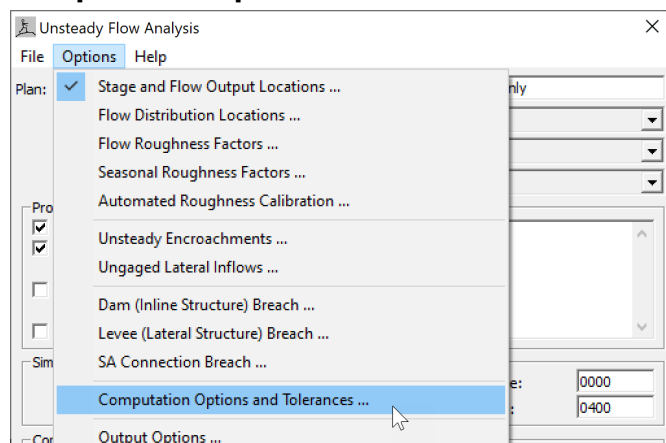 Unsteady Flow Analysis
File Options Help
Plan:
nly
Stage and Flow Output Locations ...
Flow Distribution Locations ...
Flow Roughness Factors ...
Seasonal Roughness Factors ...
Automated Roughness Calibration ...
Pro
Unsteady Encroachments ...
Ungaged Lateral Inflows ...
Dam (Inline Structure) Breach ...
Levee (Lateral Structure) Breach ...
Sim
SA Connection Breach ...
e: 0000
Computation Options and Tolerances ...
: 0400
Output Options ...